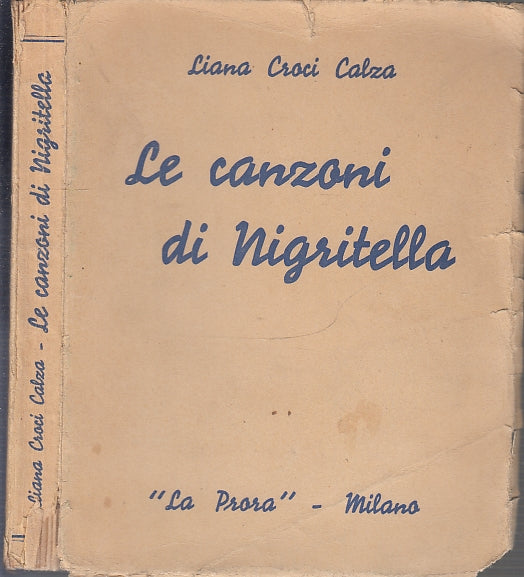 Liana Croci Calza
Le canzoni
di Nigritella
"La Prora" - Milano
Liana Croci Calza - Le canzoni di Nigritella